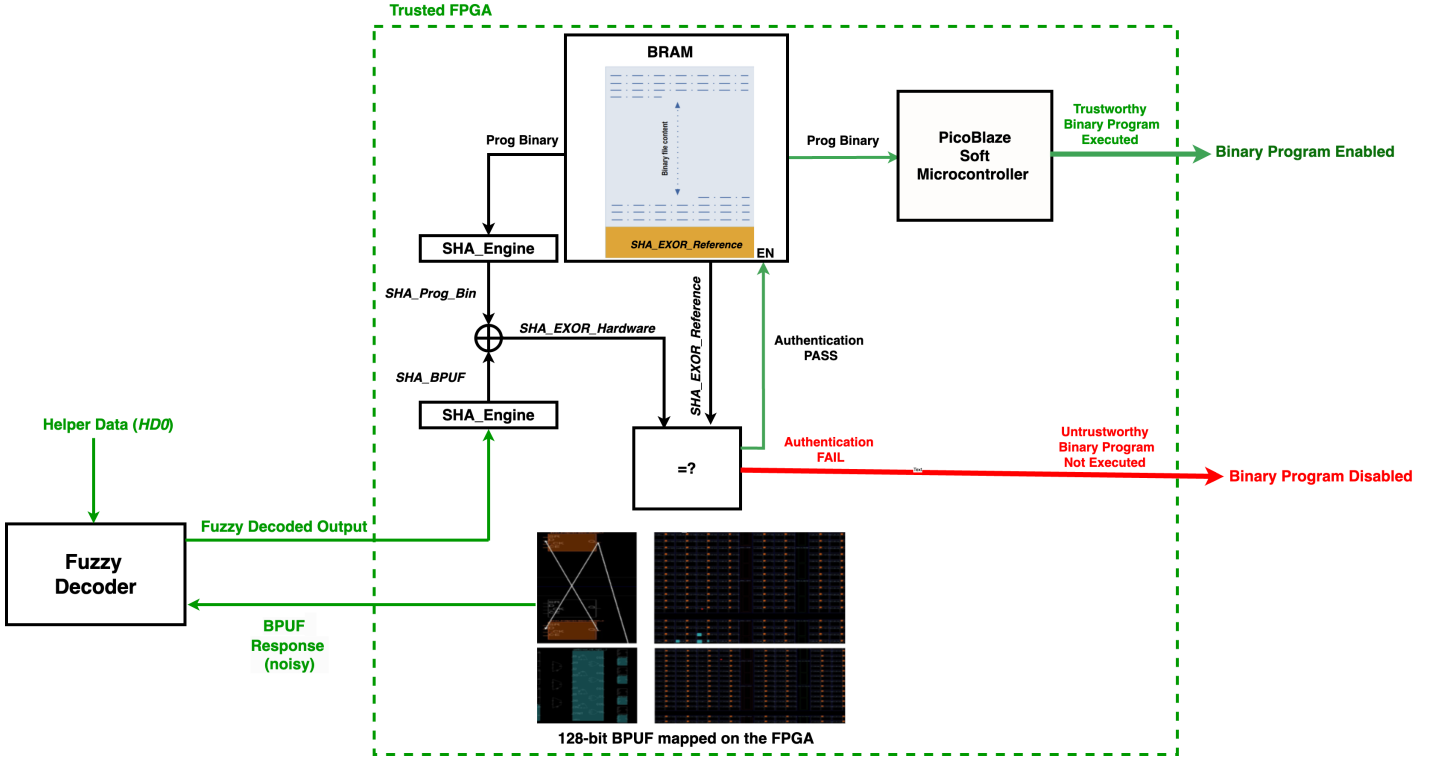 Trusted FPGA
BRAM
Binary file content
SHA_EXOR_Reference
EN
Prog Binary
Prog Binary
PicoBlaze
Soft
Microcontroller
Trustworthy
Binary Program
Executed
Binary Program Enabled
SHA_Engine
SHA_Prog_Bin
SHA_EXOR_Hardware
SHA_EXOR_Reference
Authentication
PASS
SHA_BPUF
SHA_Engine
Helper Data (HD0)
=?
Authentication
FAIL
Text
Untrustworthy
Binary Program
Not Executed
Binary Program Disabled
Fuzzy Decoded Output
Fuzzy
Decoder
BPUF
Response
(noisy)
128-bit BPUF mapped on the FPGA